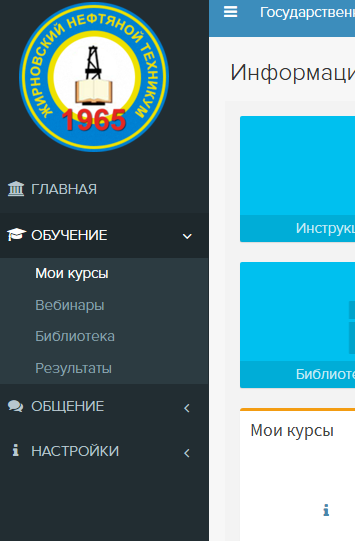 ЖИРНОВСКИЙ НЕФТЯНОЙ ТЕХНИКУМ
1965
ГЛАВНАЯ
ОБУЧЕНИЕ
Мои курсы
Вебинары
Библиотека
Результаты
ОБЩЕНИЕ
НАСТРОЙКИ
Государственн
Информаци
Инструкц
Библиоте
Мои курсы